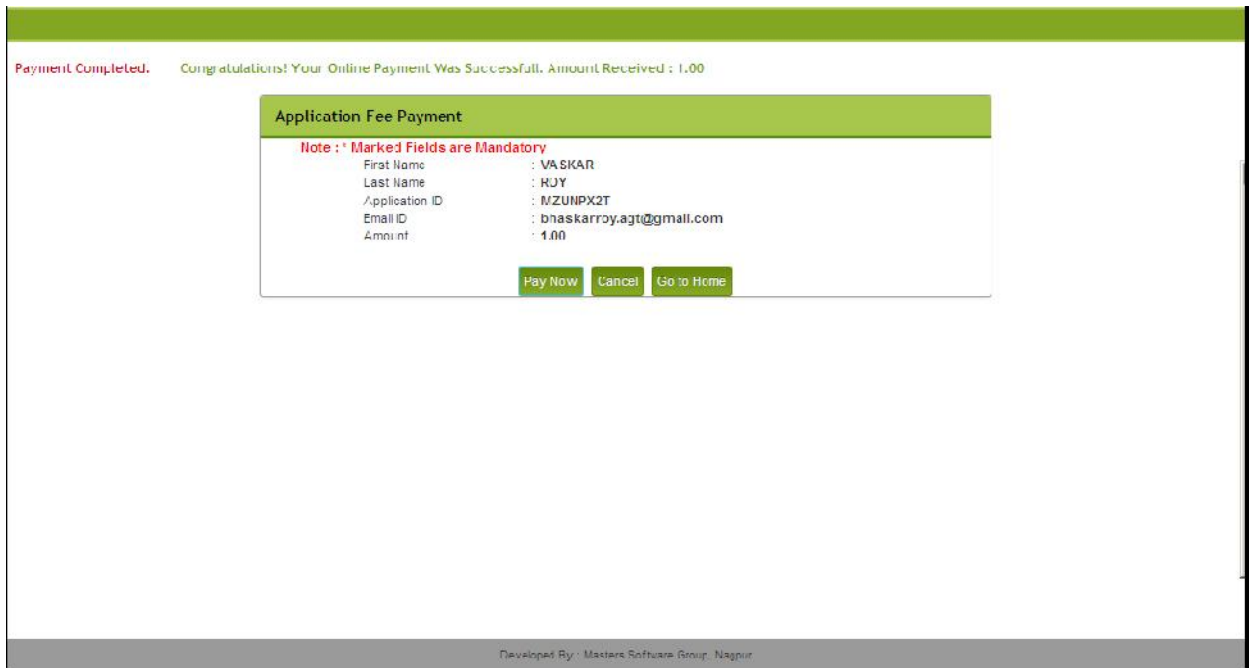 Payment Completed. Congratulations! Your Online Payment Was Successfull. Amount Received : 1.00
Application Fee Payment
Note : * Marked Fields are Mandatory
First Name : VASKAR
Last Name : ROY
Application ID : MZUNPX2T
Email ID : bhaskarroy.agt@gmail.com
Amount : 1.00
Pay Now Cancel Go to Home
Developed By : Masters Software Group, Nagpur